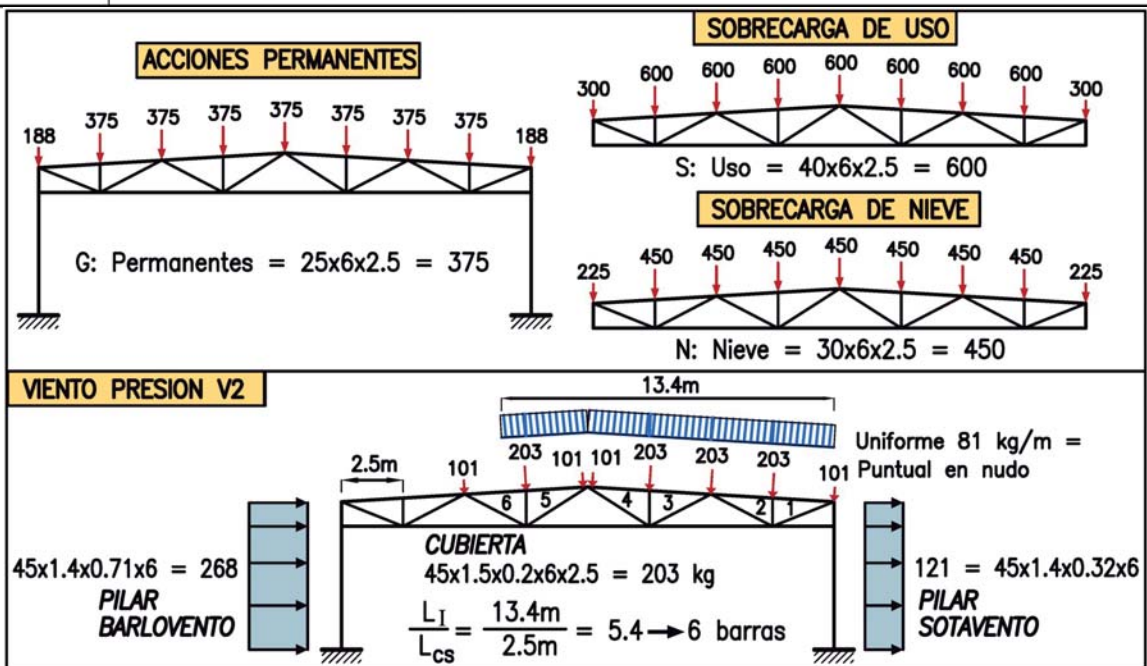 ACCIONES PERMANENTES
188 375 375 375 375 375 375 375 188
G: Permanentes = 25x6x2.5 = 375
SOBRECARGA DE USO
300 600 600 600 600 600 600 600 300
S: Uso = 40x6x2.5 = 600
SOBRECARGA DE NIEVE
225 450 450 450 450 450 450 450 225
N: Nieve = 30x6x2.5 = 450
VIENTO PRESION V2
13.4m
Uniforme 81 kg/m =
Puntual en nudo
2.5m
101 203 101 101 203 203 203 101
6 5 4 3 2 1
CUBIERTA
45x1.5x0.2x6x2.5 = 203 kg
L_I / L_CS = 13.4m / 2.5m = 5.4→6 barras
45x1.4x0.71x6 = 268
PILAR
BARLOVENTO
121 = 45x1.4x0.32x6
PILAR
SOTAVENTO